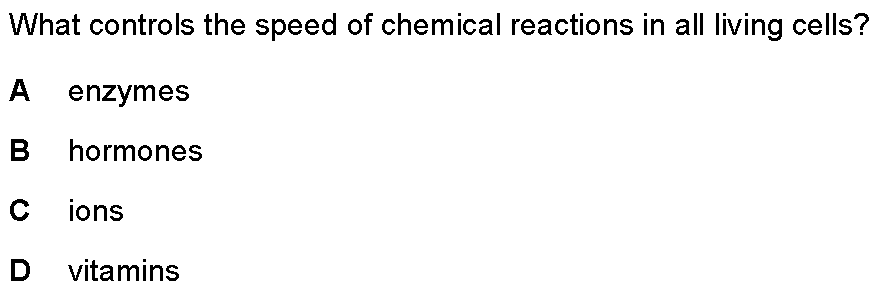 What controls the speed of chemical reactions in all living cells?
A enzymes
B hormones
C ions
D vitamins